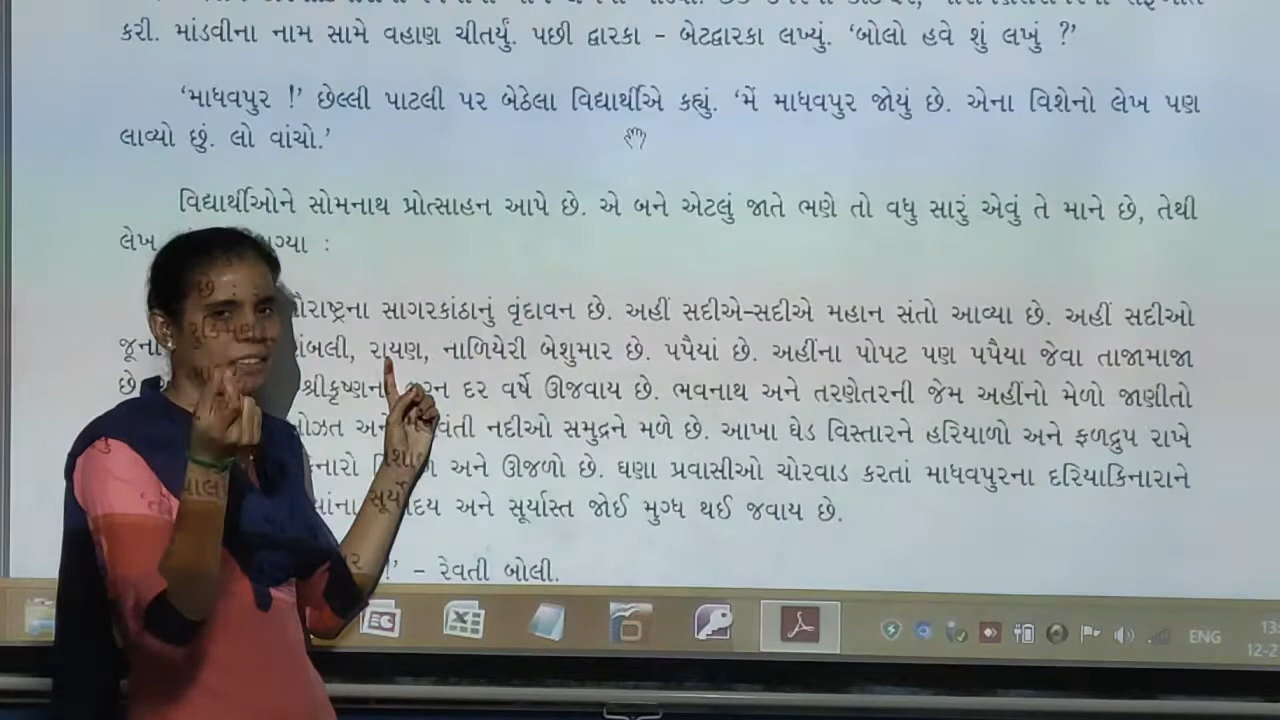 કરી. માંડવીના નામ સામે વહાણ ચીતર્યું. પછી દ્વારકા - બેટદ્વારકા લખ્યું. ‘બોલો હવે શું લખું ?’
‘માધવપુર !’ છેલ્લી પાટલી પર બેઠેલા વિદ્યાર્થીએ કહ્યું. ‘મેં માધવપુર જોયું છે. એના વિશેનો લેખ પણ
લાવ્યો છું. લો વાંચો.’
વિદ્યાર્થીઓને સોમનાથ પ્રોત્સાહન આપે છે. એ બને એટલું જાતે ભણે તો વધુ સારું એવું તે માને છે, તેથી
લેખ
સાગરકાંઠાનું વૃંદાવન છે. અહીં સદીએ-સદીએ મહાન સંતો આવ્યા છે. અહીં સદીઓ
રાયણ, નાળિયેરી બેશુમાર છે. પપૈયાં છે. અહીંના પોપટ પણ પપૈયા જેવા તાજામાજા
છે દર વર્ષે ઊજવાય છે. ભવનાથ અને તરણેતરની જેમ અહીંનો મેળો જાણીતો
નદીઓ સમુદ્રને મળે છે. આખા ઘેડ વિસ્તારને હરિયાળો અને ફળદ્રુપ રાખે
અને ઊજળો છે. ઘણા પ્રવાસીઓ ચોરવાડ કરતાં માધવપુરના દરિયાકિનારાને
સૂર્યોદય અને સૂર્યાસ્ત જોઈ મુગ્ધ થઈ જવાય છે.
- રેવતી બોલી.
ENG